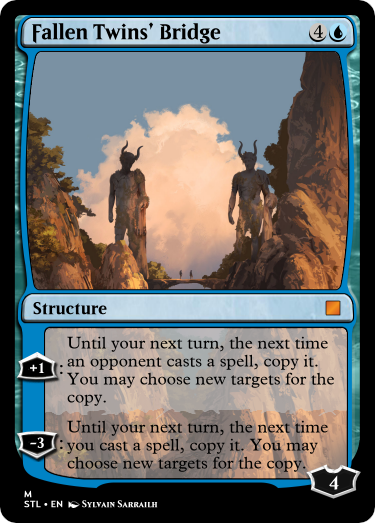 Fallen Twins’ Bridge 4
Structure
+1: Until your next turn, the next time
an opponent casts a spell, copy it.
You may choose new targets for the
copy.
-3: Until your next turn, the next time
you cast a spell, copy it. You may
choose new targets for the copy.
4
M
STL • EN Sylvain Sarrailh